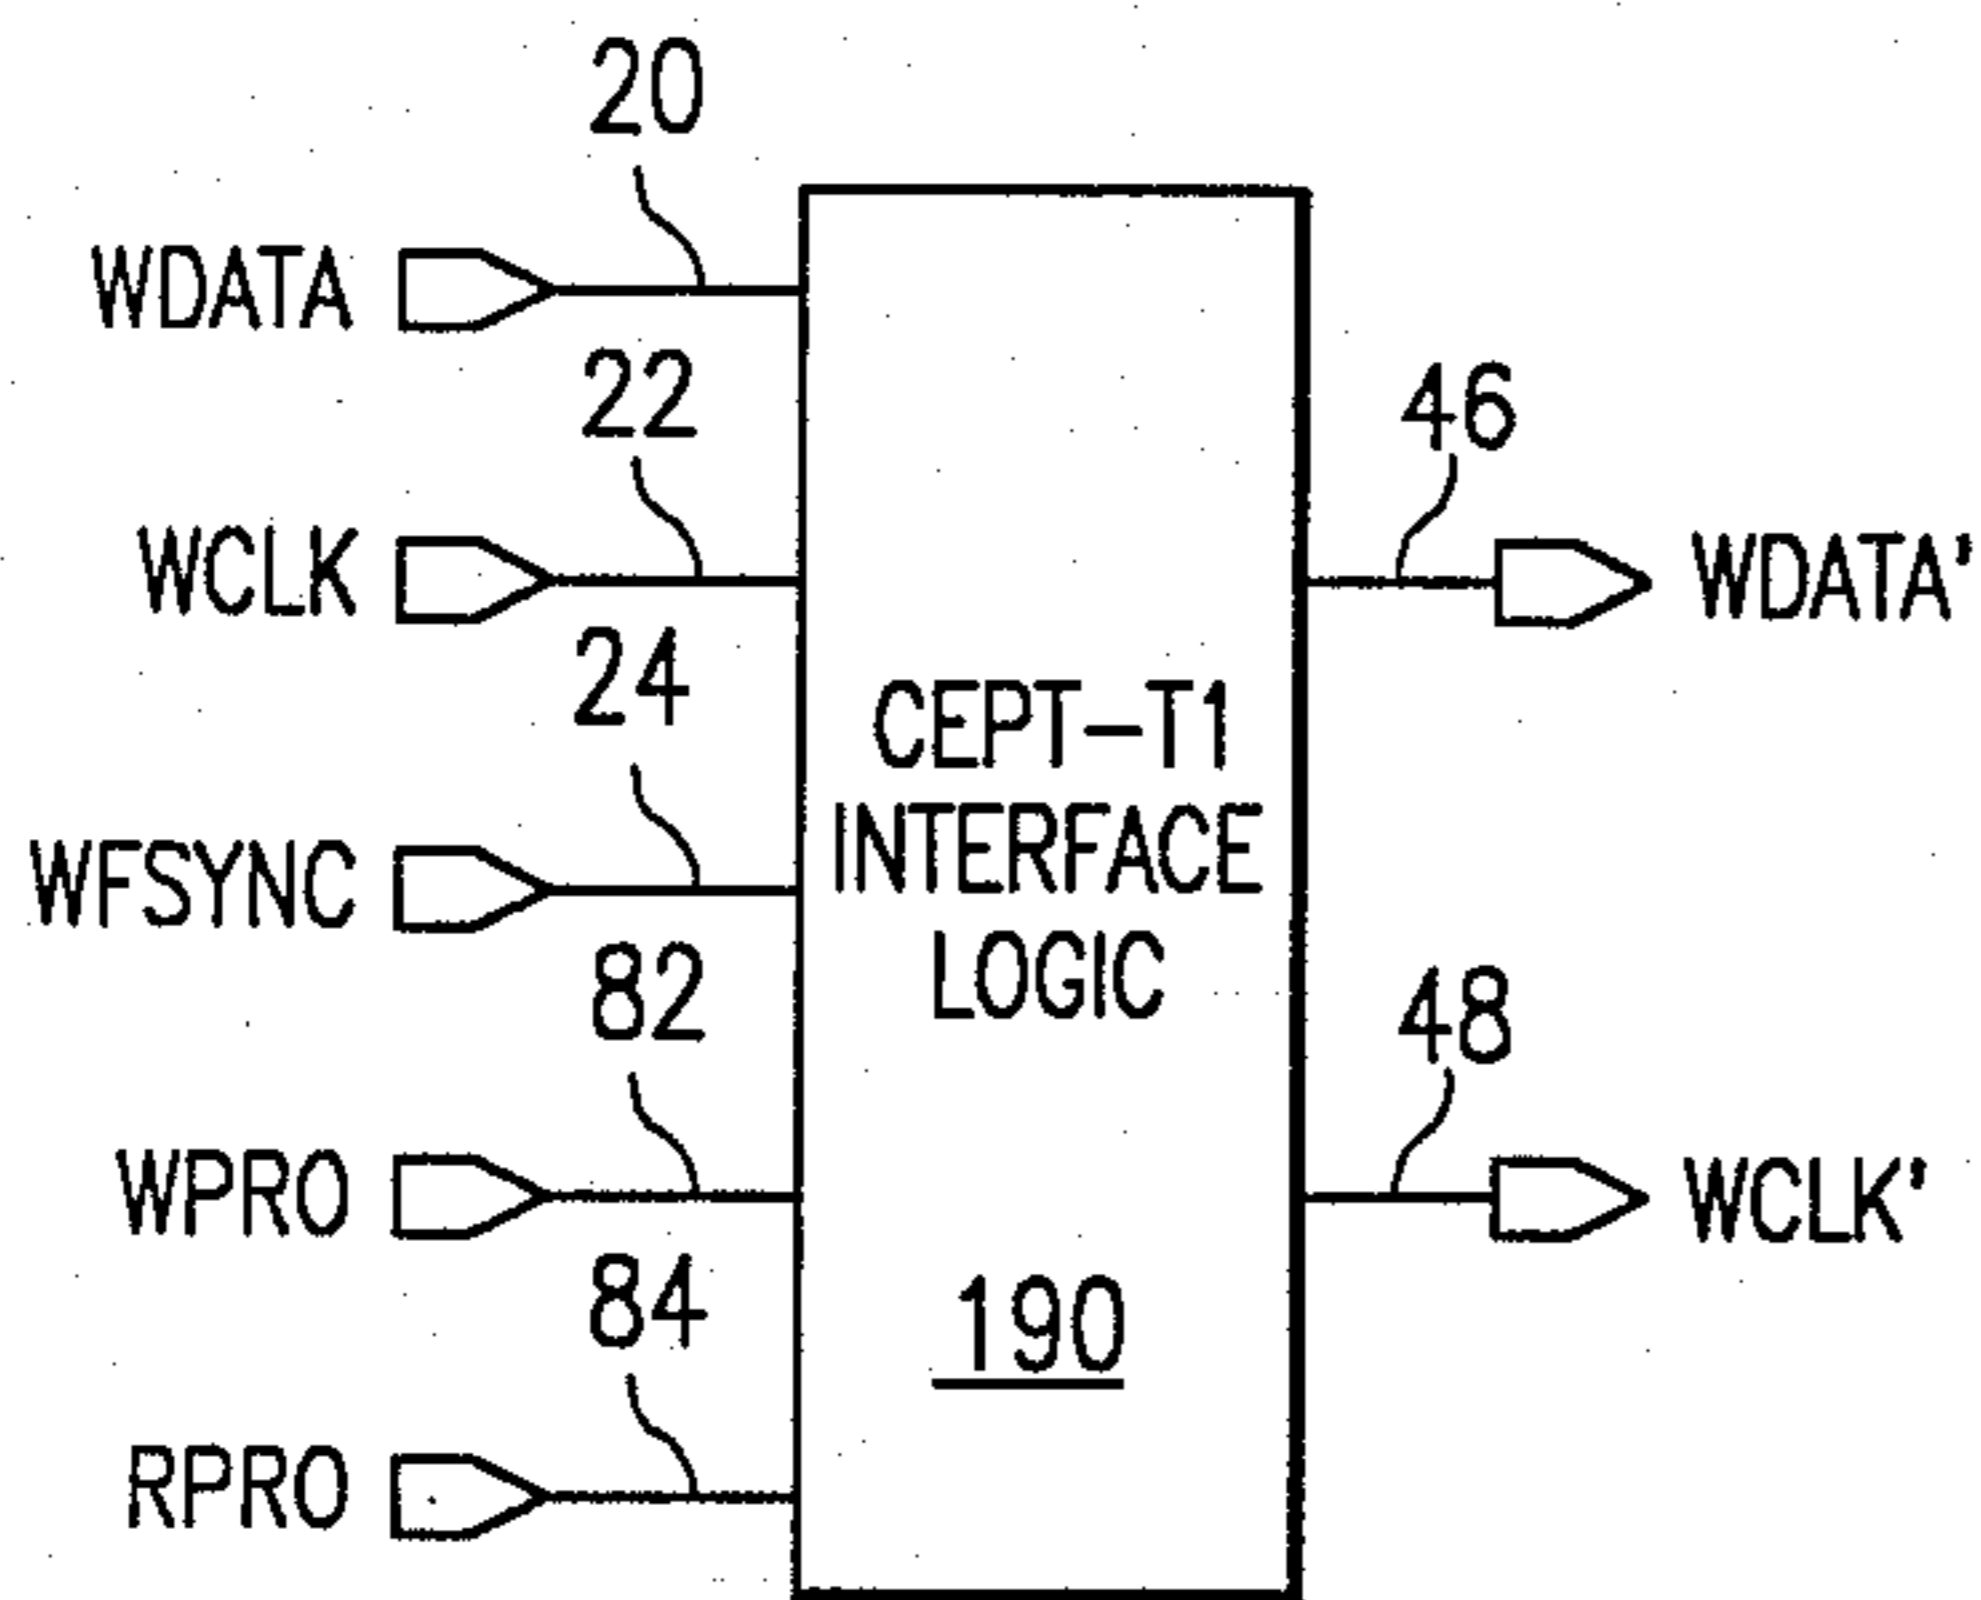 20
WDATA
22
WCLK
24
WFSYNC
82
WPRO
84
RPRO
CEPT-T1
INTERFACE
LOGIC
190
46
WDATA'
48
WCLK'